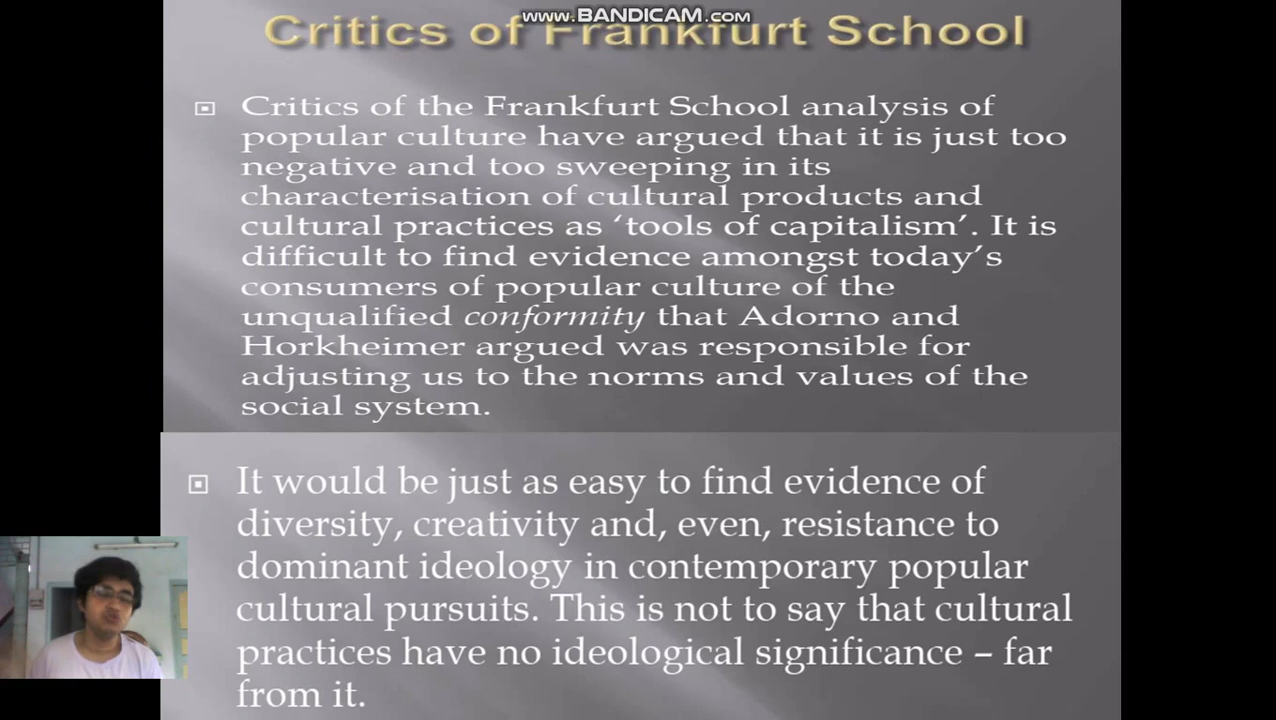 www.BANDICAM.com
Critics of Frankfurt School
Critics of the Frankfurt School analysis of
popular culture have argued that it is just too
negative and too sweeping in its
characterisation of cultural products and
cultural practices as ‘tools of capitalism’. It is
difficult to find evidence amongst today’s
consumers of popular culture of the
unqualified conformity that Adorno and
Horkheimer argued was responsible for
adjusting us to the norms and values of the
social system.
It would be just as easy to find evidence of
diversity, creativity and, even, resistance to
dominant ideology in contemporary popular
cultural pursuits. This is not to say that cultural
practices have no ideological significance – far
from it.